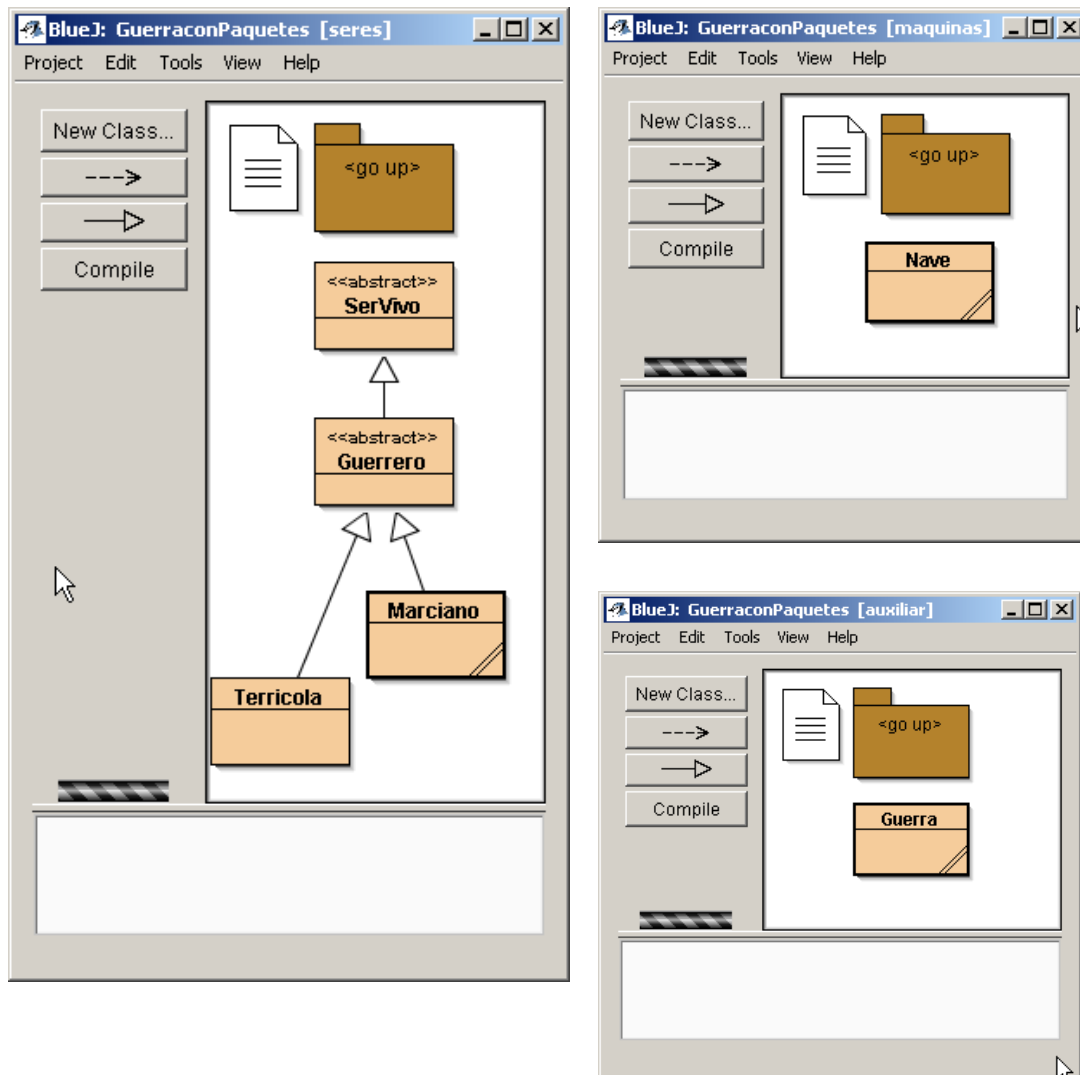 BlueJ: GuerraconPaquetes [seres]
Project Edit Tools View Help
New Class...
--->
Compile
<go up>
<<abstract>>
SerVivo
<<abstract>>
Guerrero
Marciano
Terricola
BlueJ: GuerraconPaquetes [maquinas]
Project Edit Tools View Help
New Class...
--->
Compile
<go up>
Nave
BlueJ: GuerraconPaquetes [auxiliar]
Project Edit Tools View Help
New Class...
--->
Compile
<go up>
Guerra